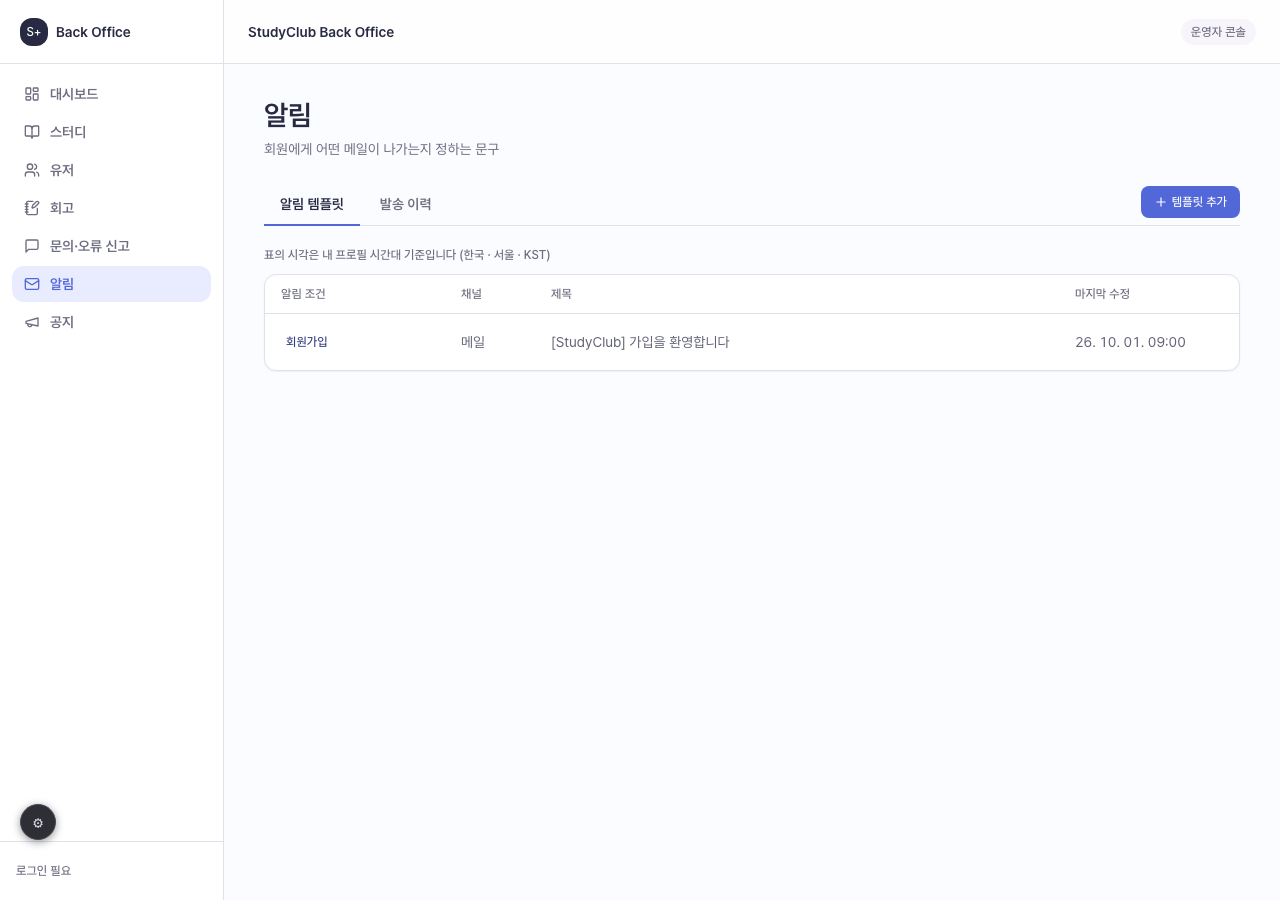 S+ Back Office
StudyClub Back Office
운영자 콘솔
대시보드
스터디
유저
회고
문의·오류 신고
알림
공지
로그인 필요
알림
회원에게 어떤 메일이 나가는지 정하는 문구
알림 템플릿 발송 이력
+ 템플릿 추가
표의 시각은 내 프로필 시간대 기준입니다 (한국 · 서울 · KST)
알림 조건 채널 제목 마지막 수정
회원가입 메일 [StudyClub] 가입을 환영합니다 26. 10. 01. 09:00